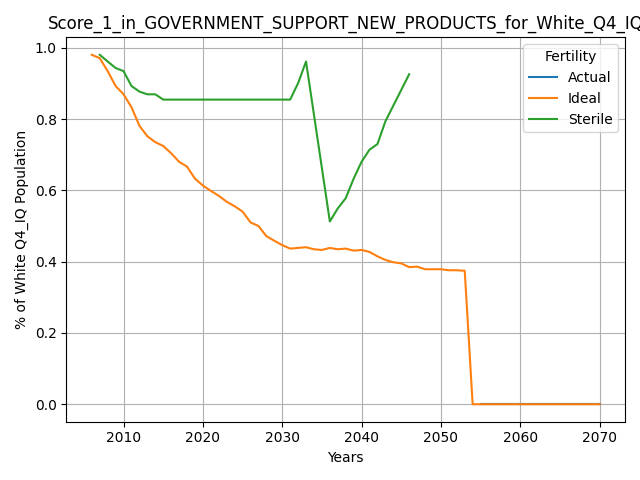 Score_1_in_GOVERNMENT_SUPPORT_NEW_PRODUCTS_for_White_Q4_IQ
Fertility
Actual
Ideal
Sterile
% of White Q4_IQ Population
1.0
0.8
0.6
0.4
0.2
0.0
2010 2020 2030 2040 2050 2060 2070
Years